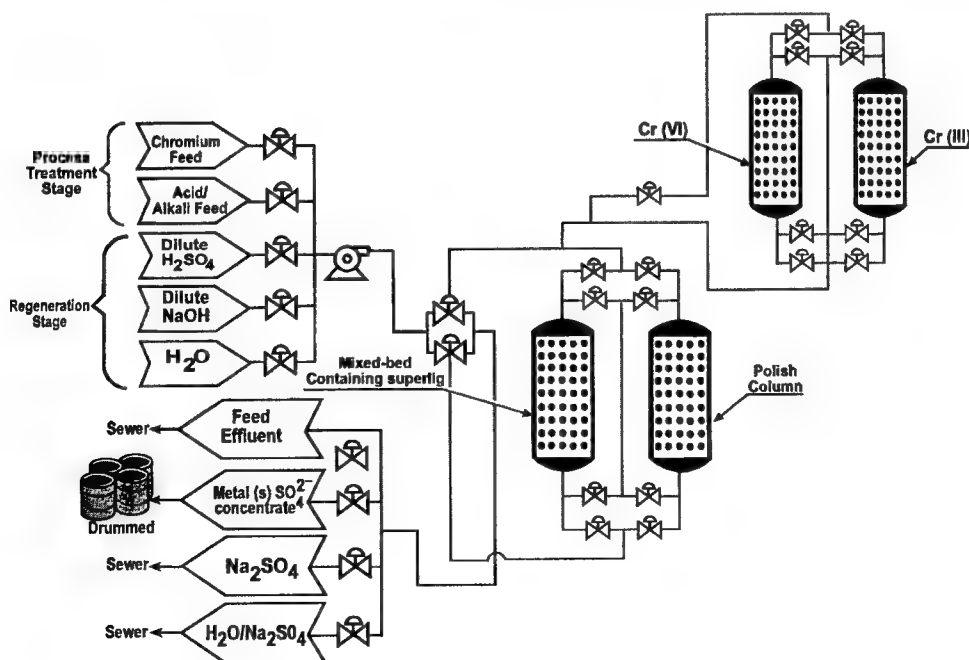 Cr (VI)
Cr (III)
Process
Treatment
Stage
Chromium
Feed
Acid/
Alkali Feed
Regeneration
Stage
Dilute
H₂SO₄
Dilute
NaOH
H₂O
Mixed-bed
Containing superlig
Polish
Column
Sewer
Feed
Effluent
Drummed
Metal (s) SO₄²⁻
concentrate
Sewer
Na₂SO₄
Sewer
H₂O/Na₂S0₄